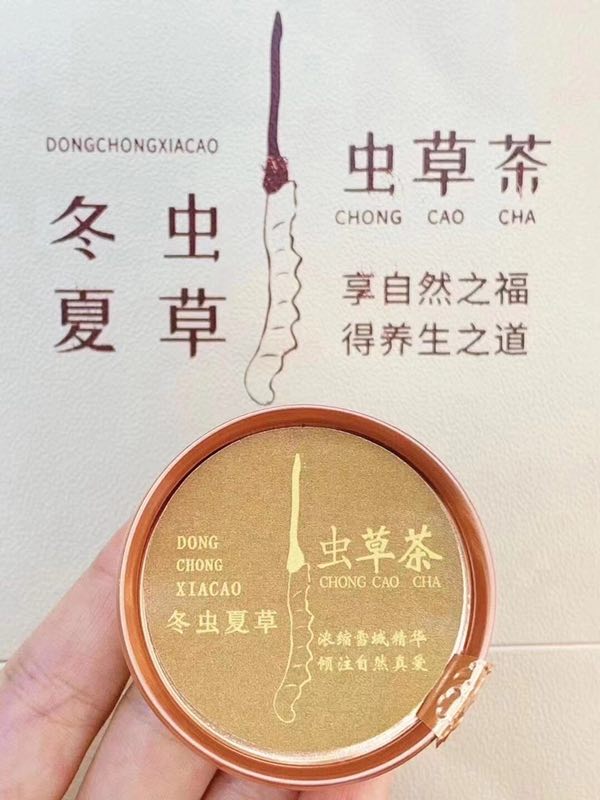 DONGCHONGXIACAO
冬虫
夏草
虫草茶
CHONG CAO CHA
享自然之福
得养生之道
DONG
CHONG
XIACAO
冬虫夏草
虫草茶
CHONG CAO CHA
浓缩雪域精华
倾注自然真爱